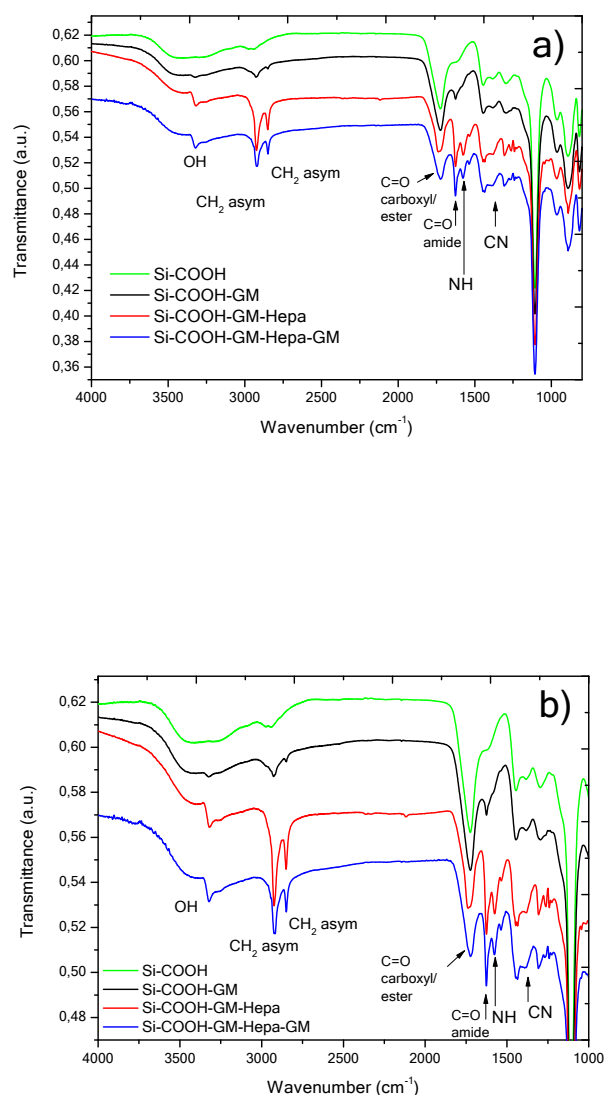 a)
0,62
0,60
0,58
0,56
0,54
0,52
0,50
0,48
0,46
0,44
0,42
0,40
0,38
0,36
Transmittance (a.u.)
OH
CH2 asym
CH2 asym
C=O
carboxyl/
ester
C=O
amide
NH
CN
Si-COOH
Si-COOH-GM
Si-COOH-GM-Hepa
Si-COOH-GM-Hepa-GM
4000 3500 3000 2500 2000 1500 1000
Wavenumber (cm-1)
b)
0,62
0,60
0,58
0,56
0,54
0,52
0,50
0,48
Transmittance (a.u.)
OH
CH2 asym
CH2 asym
C=O
carboxyl/
ester
C=O
amide
NH
CN
Si-COOH
Si-COOH-GM
Si-COOH-GM-Hepa
Si-COOH-GM-Hepa-GM
4000 3500 3000 2500 2000 1500 1000
Wavenumber (cm-1)